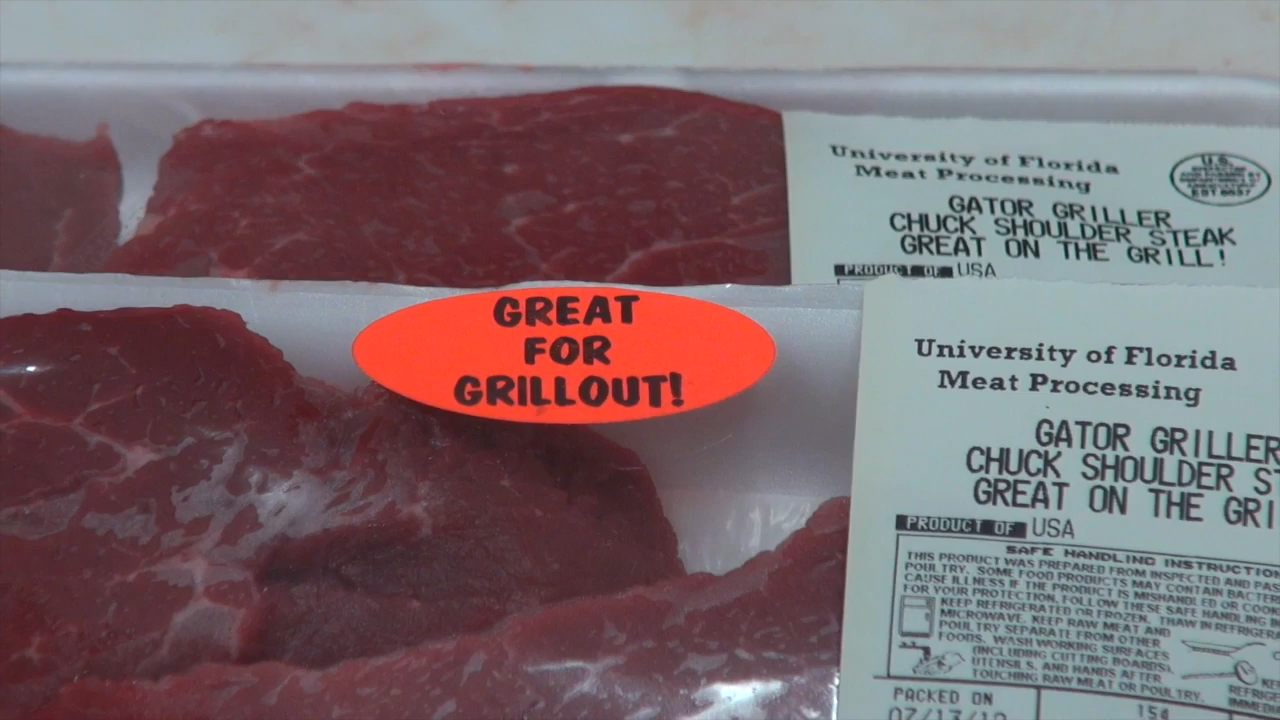 University of Florida
Meat Processing
U.S.
GATOR GRILLER
CHUCK SHOULDER STEAK
GREAT ON THE GRILL!
PRODUCT OF USA
GREAT
FOR
GRILLOUT!
University of Florida
Meat Processing
GATOR GRILLER
CHUCK SHOULDER ST
GREAT ON THE GRI
PRODUCT OF USA
SAFE HANDLING INSTRUCTION
THIS PRODUCT WAS PREPARED FROM INSPECTED AND PAS
POULTRY. SOME FOOD PRODUCTS MAY CONTAIN BACTER
CAUSE ILLNESS IF THE PRODUCT IS MISHANDLED OR COOK
FOR YOUR PROTECTION, FOLLOW THESE SAFE HANDLING IN
KEEP REFRIGERATED OR FROZEN. THAW IN REFRIGERA
MICROWAVE. KEEP RAW MEAT AND
POULTRY SEPARATE FROM OTHER
FOODS. WASH WORKING SURFACES
(INCLUDING CUTTING BOARDS),
UTENSILS, AND HANDS AFTER
TOUCHING RAW MEAT OR POULTRY.
KEE
REFRIG
IMMEDI
PACKED ON
154